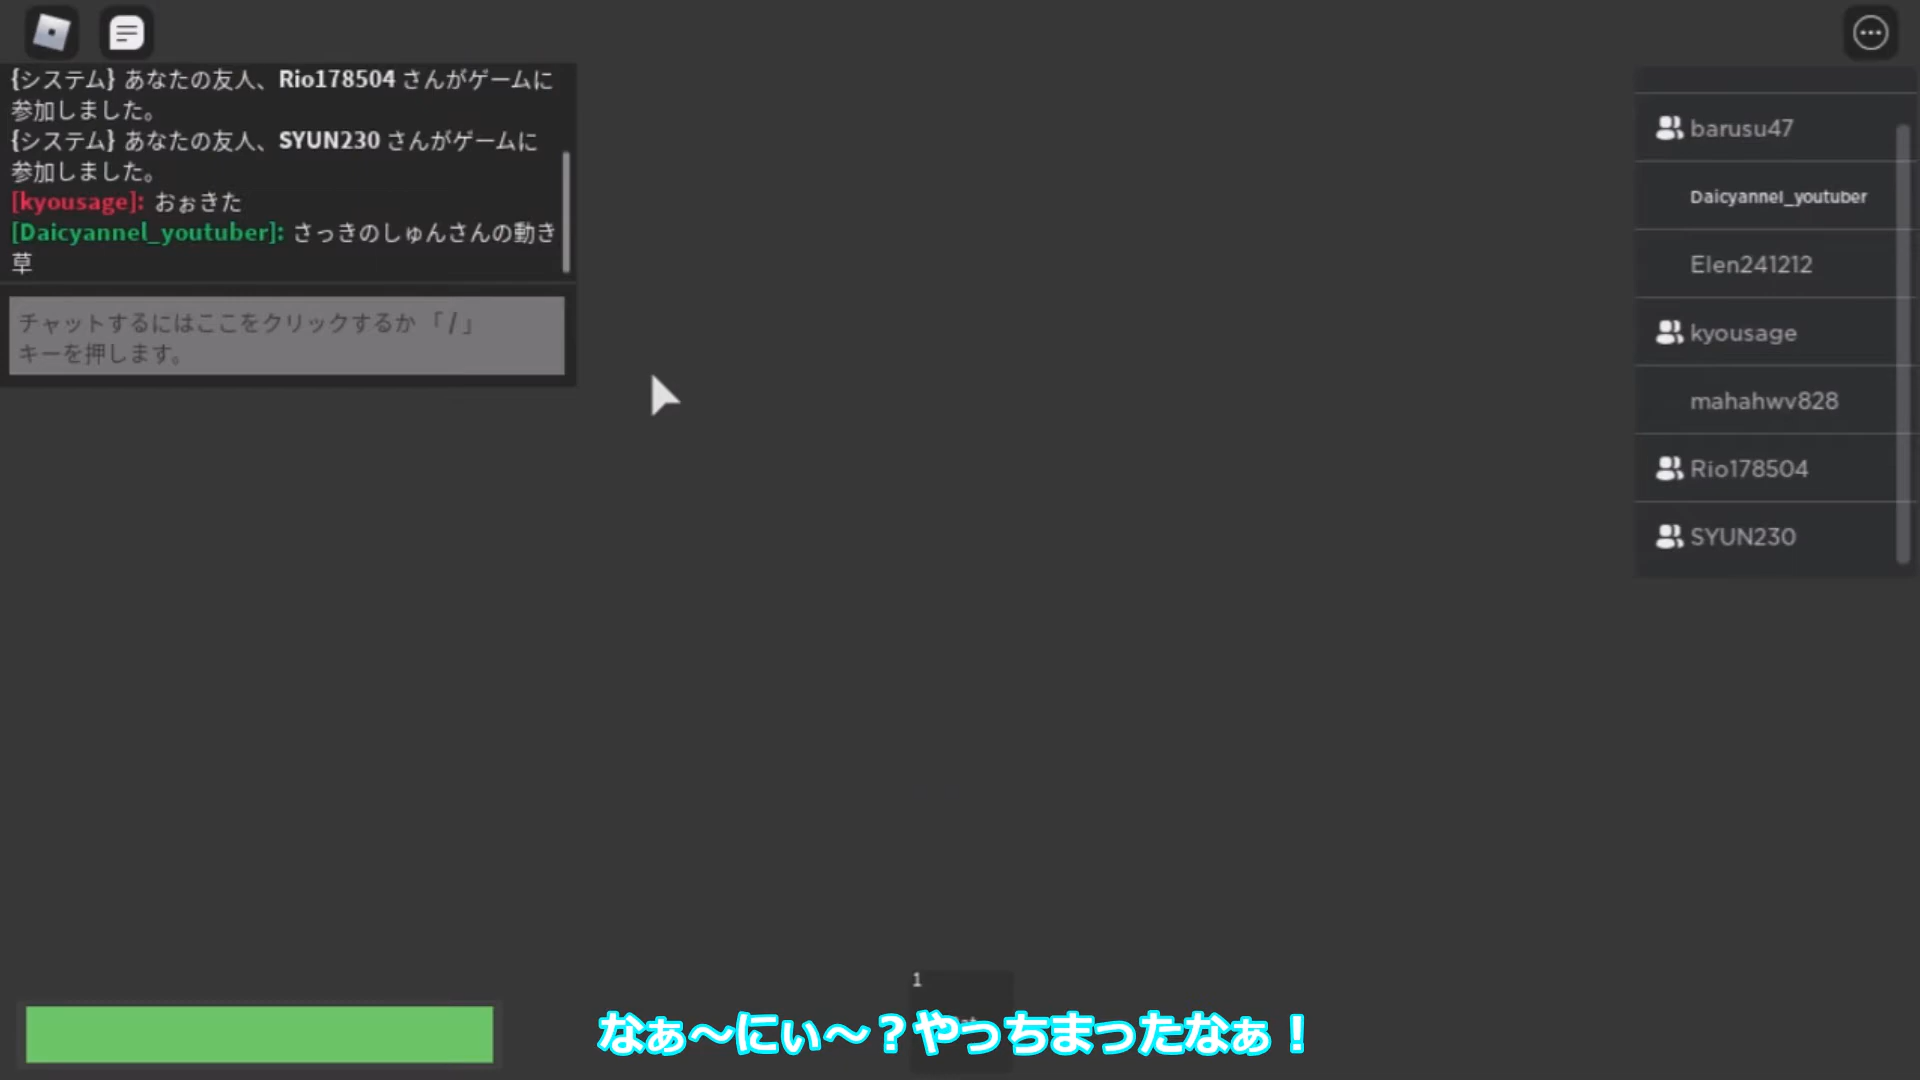 {システム} あなたの友人、Rio178504 さんがゲームに
参加しました。
{システム} あなたの友人、SYUN230 さんがゲームに
参加しました。
[kyousage]: おぉきた
[Daicyannel_youtuber]: さっきのしゅんさんの動き
草
チャットするにはここをクリックするか 「 / 」
キーを押します。
barusu47
Daicyannel_youtuber
Elen241212
kyousage
mahahwv828
Rio178504
SYUN230
1
なぁ～にぃ～？やっちまったなぁ！